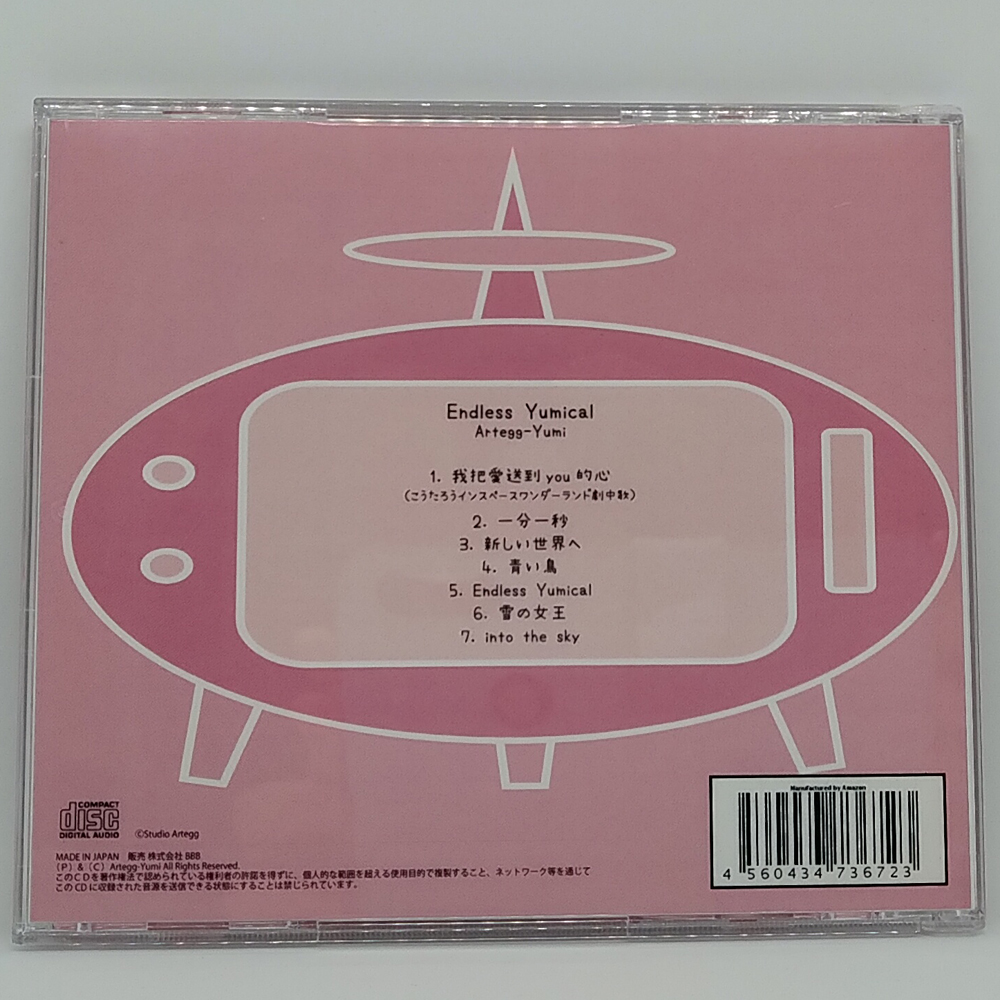 Endless Yumical
Artegg-Yumi
1. 我把愛送到 you 的心
(こうたろうインスペースワンダーランド劇中歌)
2. 一分一秒
3. 新しい世界へ
4. 青い鳥
5. Endless Yumical
6. 雪の女王
7. into the sky
COMPACT
disc
DIGITAL AUDIO
©Studio Artegg
MADE IN JAPAN 販売 株式会社 BBB
(P) & (C) Artegg-Yumi All Rights Reserved.
このCDを著作権法で認められている権利者の許諾を得ずに、個人的な範囲を超える使用目的で複製すること、ネットワーク等を通じて
このCDに収録された音源を送信できる状態にすることは禁じられています。
Manufactured by Amazon
4 560434 736723